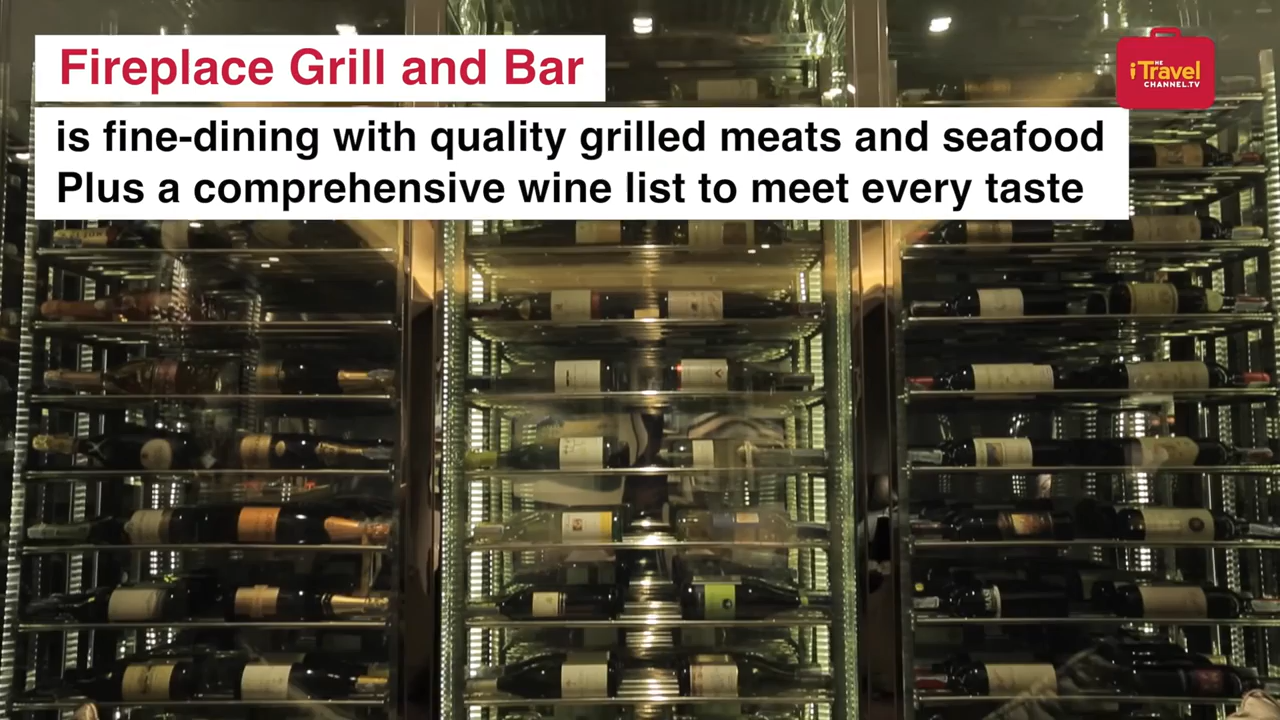 Fireplace Grill and Bar
is fine-dining with quality grilled meats and seafood
Plus a comprehensive wine list to meet every taste
THE
iTravel
CHANNEL.TV